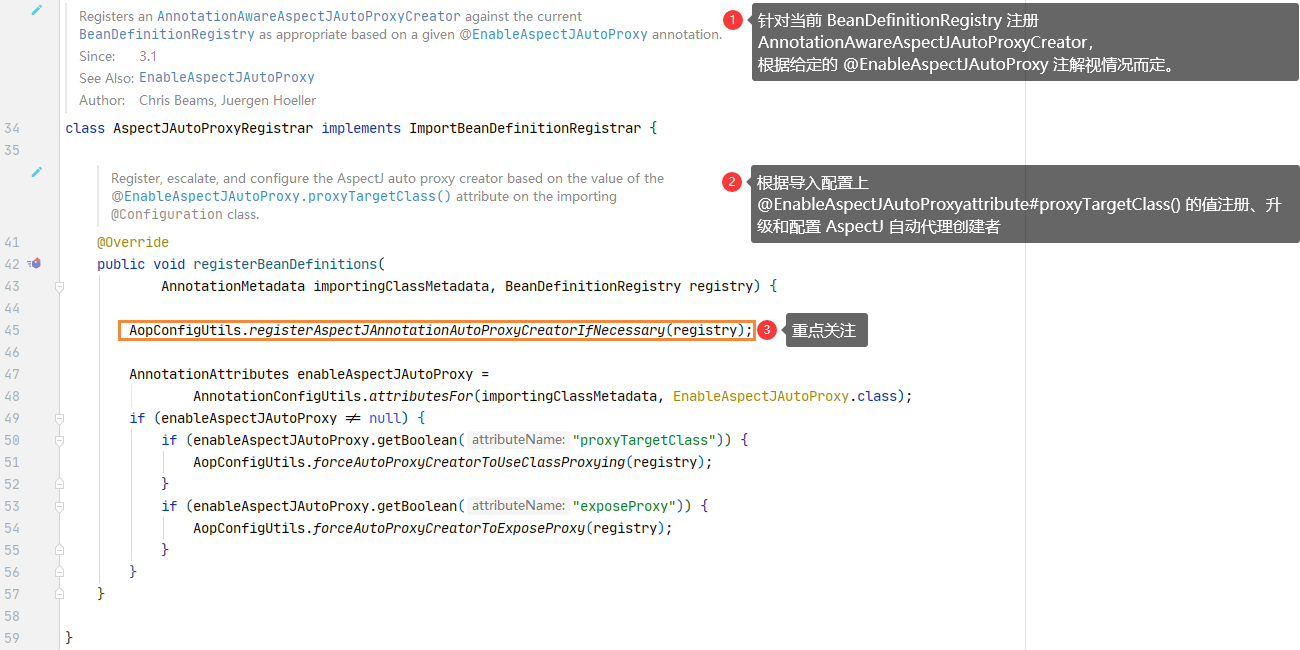 Registers an AnnotationAwareAspectJAutoProxyCreator against the current
BeanDefinitionRegistry as appropriate based on a given @EnableAspectJAutoProxy annotation.
Since: 3.1
See Also: EnableAspectJAutoProxy
Author: Chris Beams, Juergen Hoeller
1 针对当前 BeanDefinitionRegistry 注册
AnnotationAwareAspectJAutoProxyCreator，
根据给定的 @EnableAspectJAutoProxy 注解视情况而定。
34 class AspectJAutoProxyRegistrar implements ImportBeanDefinitionRegistrar {
35
Register, escalate, and configure the AspectJ auto proxy creator based on the value of the
@EnableAspectJAutoProxy.proxyTargetClass() attribute on the importing
@Configuration class.
2 根据导入配置上
@EnableAspectJAutoProxyattribute#proxyTargetClass() 的值注册、升
级和配置 AspectJ 自动代理创建者
41 @Override
42 public void registerBeanDefinitions(
43 AnnotationMetadata importingClassMetadata, BeanDefinitionRegistry registry) {
44
45 AopConfigUtils.registerAspectJAnnotationAutoProxyCreatorIfNecessary(registry); 3 重点关注
46
47 AnnotationAttributes enableAspectJAutoProxy =
48 AnnotationConfigUtils.attributesFor(importingClassMetadata, EnableAspectJAutoProxy.class);
49 if (enableAspectJAutoProxy ≠ null) {
50 if (enableAspectJAutoProxy.getBoolean( attributeName: "proxyTargetClass")) {
51 AopConfigUtils.forceAutoProxyCreatorToUseClassProxying(registry);
52 }
53 if (enableAspectJAutoProxy.getBoolean( attributeName: "exposeProxy")) {
54 AopConfigUtils.forceAutoProxyCreatorToExposeProxy(registry);
55 }
56 }
57 }
58
59 }